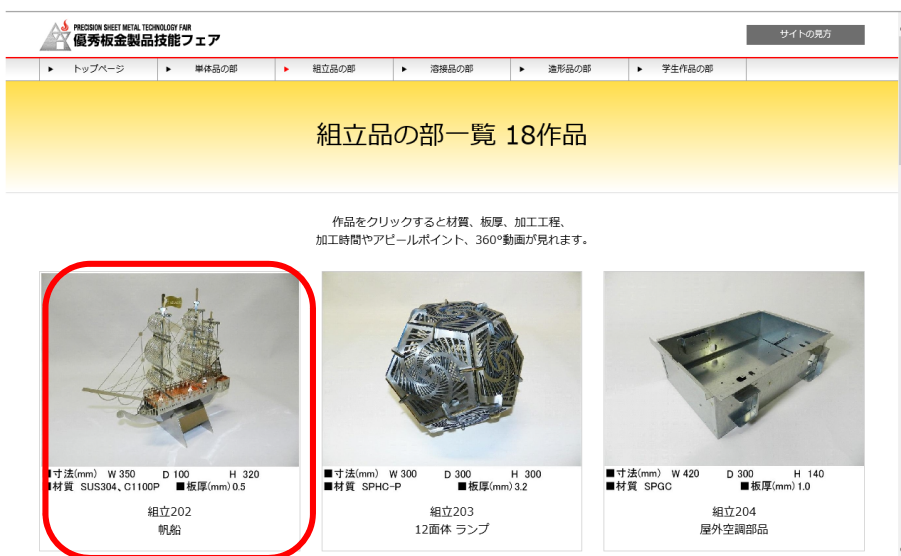 PRECISION SHEET METAL TECHNOLOGY FAIR
優秀板金製品技能フェア
サイトの見方
トップページ
単体品の部
組立品の部
溶接品の部
造形品の部
学生作品の部
組立品の部一覧 18作品
作品をクリックすると材質、板厚、加工工程、
加工時間やアピールポイント、360°動画が見れます。
■寸法(mm) W 350 D 100 H 320
■材質 SUS304、C1100P ■板厚(mm) 0.5
組立202
帆船
■寸法(mm) W 300 D 300 H 300
■材質 SPHC-P ■板厚(mm) 3.2
組立203
12面体 ランプ
■寸法(mm) W 420 D 300 H 140
■材質 SPGC ■板厚(mm) 1.0
組立204
屋外空調部品